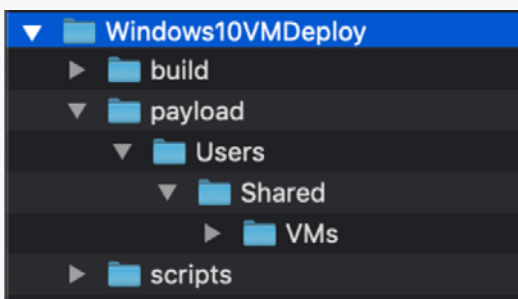 Windows10VMDeploy
build
payload
Users
Shared
VMs
scripts